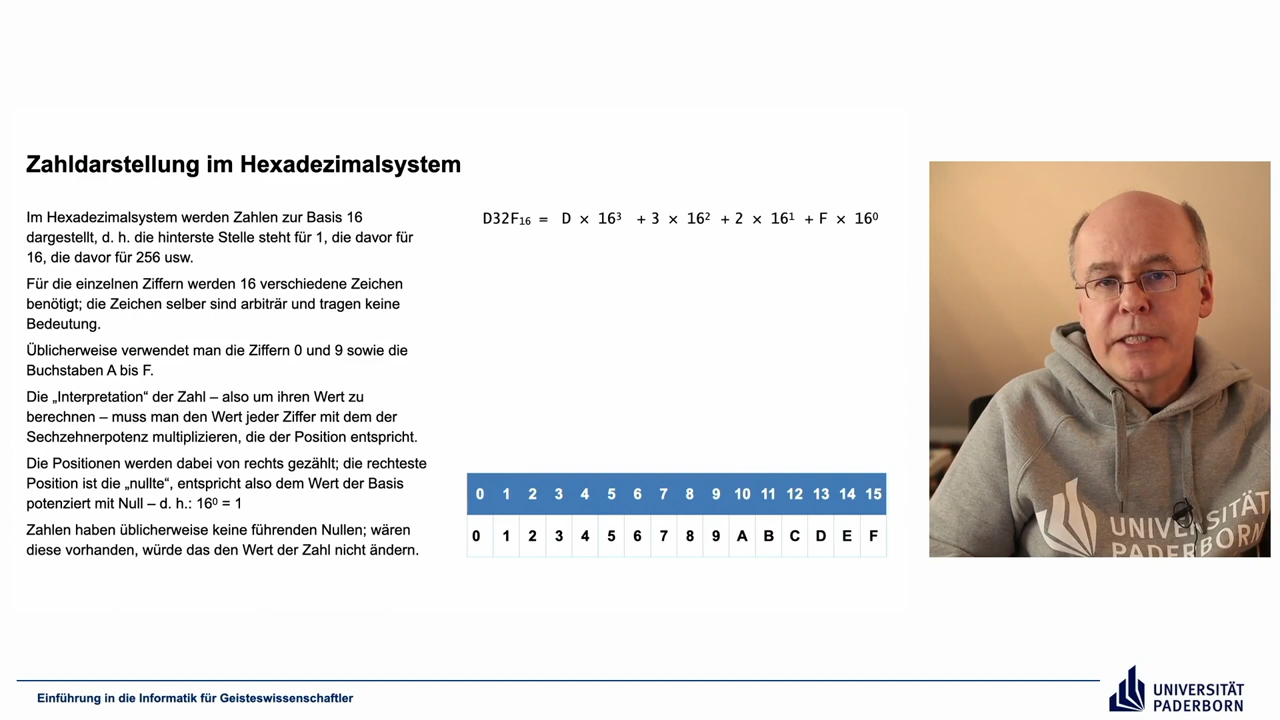 Zahldarstellung im Hexadezimalsystem
Im Hexadezimalsystem werden Zahlen zur Basis 16
dargestellt, d. h. die hinterste Stelle steht für 1, die davor für
16, die davor für 256 usw.
Für die einzelnen Ziffern werden 16 verschiedene Zeichen
benötigt; die Zeichen selber sind arbiträr und tragen keine
Bedeutung.
Üblicherweise verwendet man die Ziffern 0 und 9 sowie die
Buchstaben A bis F.
Die „Interpretation“ der Zahl – also um ihren Wert zu
berechnen – muss man den Wert jeder Ziffer mit dem der
Sechzehnerpotenz multiplizieren, die der Position entspricht.
Die Positionen werden dabei von rechts gezählt; die rechteste
Position ist die „nullte“, entspricht also dem Wert der Basis
potenziert mit Null – d. h.: 16⁰ = 1
Zahlen haben üblicherweise keine führenden Nullen; wären
diese vorhanden, würde das den Wert der Zahl nicht ändern.
D32F₁₆ = D × 16³ + 3 × 16² + 2 × 16¹ + F × 16⁰
0 1 2 3 4 5 6 7 8 9 10 11 12 13 14 15
0 1 2 3 4 5 6 7 8 9 A B C D E F
UNIVERSITÄT
PADERBORN
Einführung in die Informatik für Geisteswissenschaftler
UNIVERSITÄT
PADERBORN